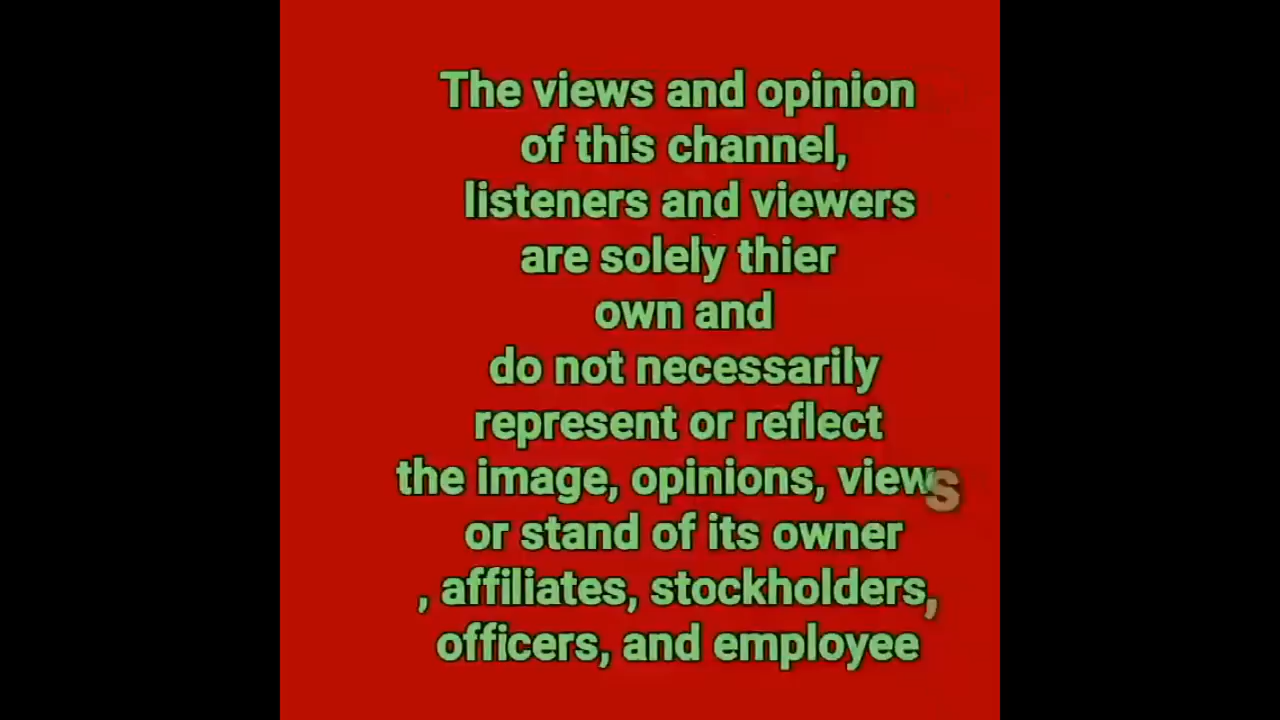 The views and opinion
of this channel,
listeners and viewers
are solely thier
own and
do not necessarily
represent or reflect
the image, opinions, views
or stand of its owner
, affiliates, stockholders,
officers, and employee